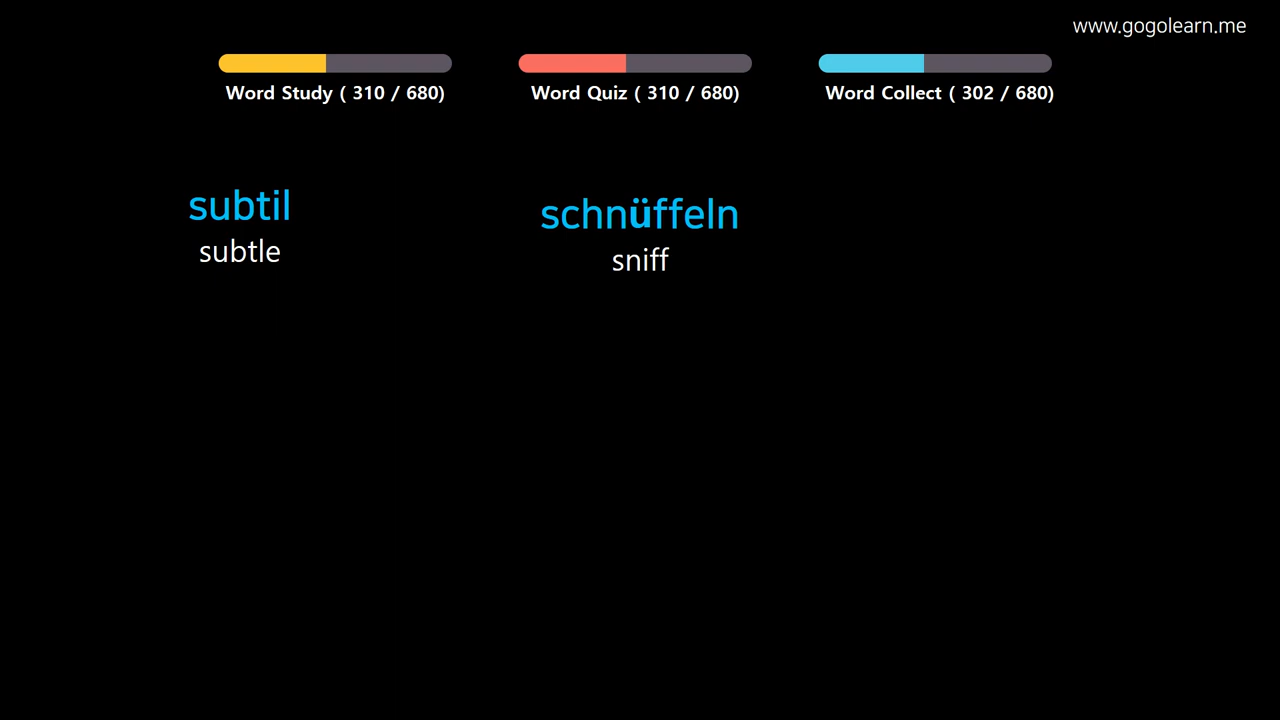 www.gogolearn.me
Word Study ( 310 / 680)
Word Quiz ( 310 / 680)
Word Collect ( 302 / 680)
subtil
subtle
schnüffeln
sniff